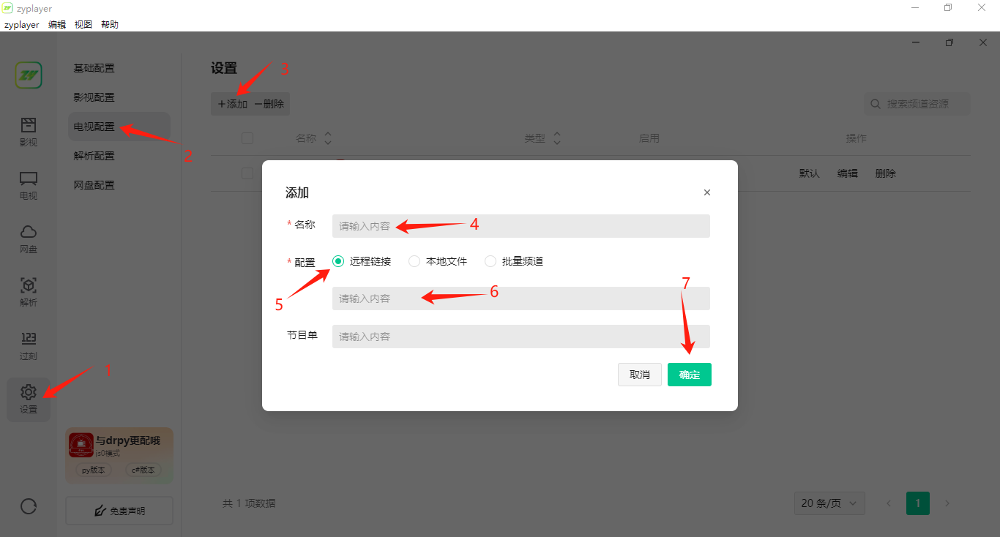 zyplayer
zyplayer 编辑 视图 帮助
ZY
影视
电视
网盘
解析
123
过刻
设置
1
基础配置
影视配置
电视配置
2
解析配置
网盘配置
与drpy更配哦
js0模式
py版本 c#版本
免责声明
设置
3
+添加 一删除
搜索频道资源
名称 类型 启用 操作
默认 编辑 删除
添加
* 名称 请输入内容 4
* 配置 远程链接 本地文件 批量频道
5
请输入内容 6
7
节目单 请输入内容
取消 确定
共 1 项数据
20 条/页
1